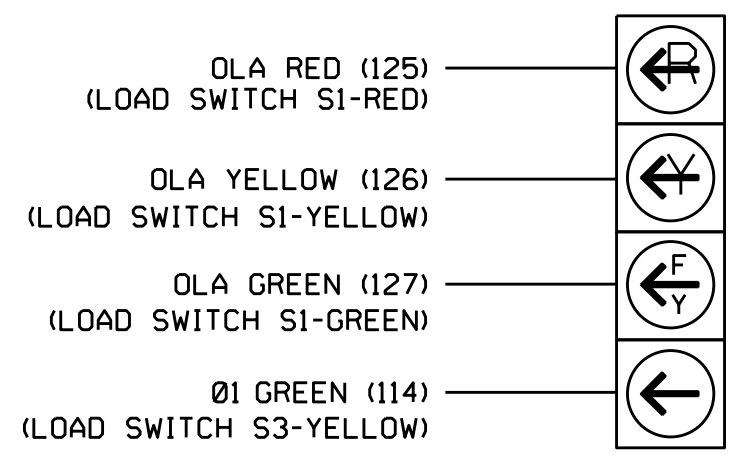 OLA RED (125)
(LOAD SWITCH S1-RED)
R
OLA YELLOW (126)
(LOAD SWITCH S1-YELLOW)
Y
OLA GREEN (127)
(LOAD SWITCH S1-GREEN)
F
Y
Ø1 GREEN (114)
(LOAD SWITCH S3-YELLOW)